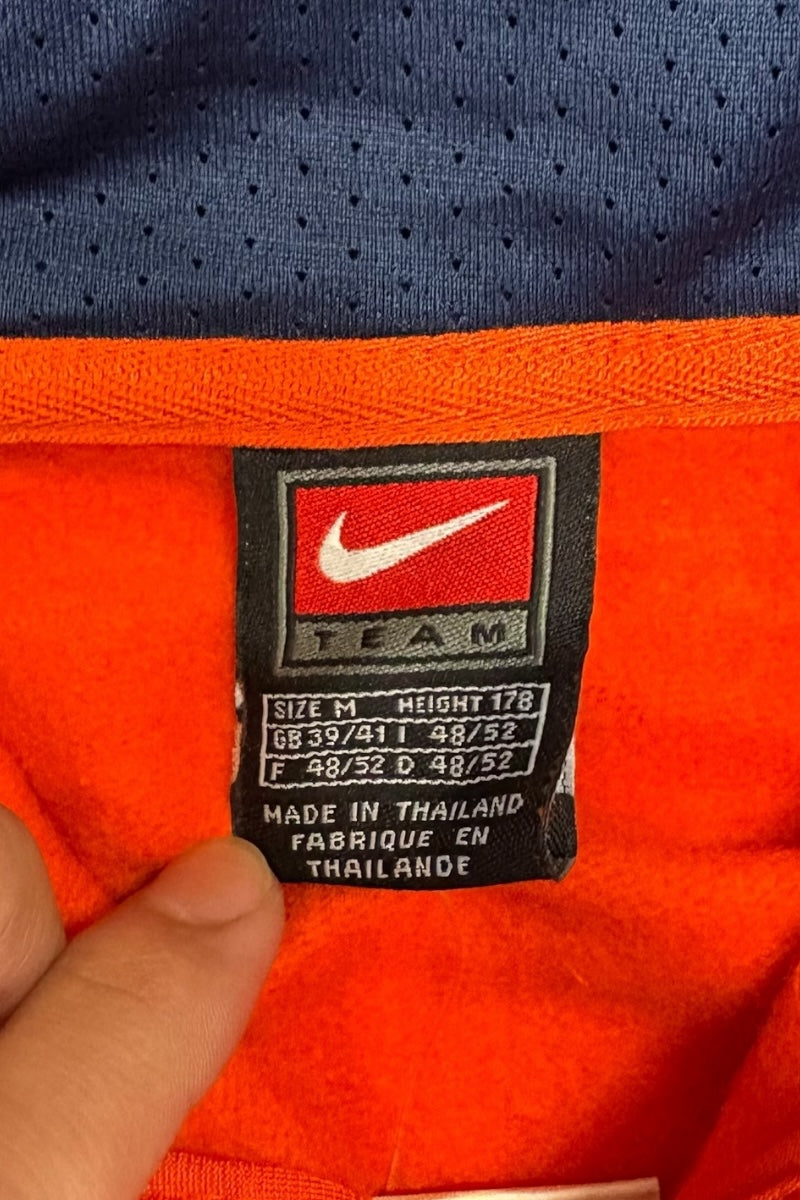 TEAM
SIZE M HEIGHT 178
GB 39/41 I 48/52
F 48/52 D 48/52
MADE IN THAILAND
FABRIQUE EN
THAILANDE